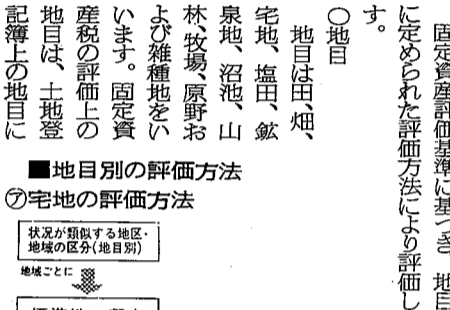 固定資産評価基準に基づき、地目
に定められた評価方法により評価し
す。
〇地目
地目は田、畑、
宅地、塩田、鉱
泉地、沼池、山
林、牧場、原野お
よび雑種地をい
います。固定資
産税の評価上の
地目は、土地登
記簿上の地目に
■地目別の評価方法
㋐宅地の評価方法
状況が類似する地区・
地域の区分(地目別)
地域ごとに